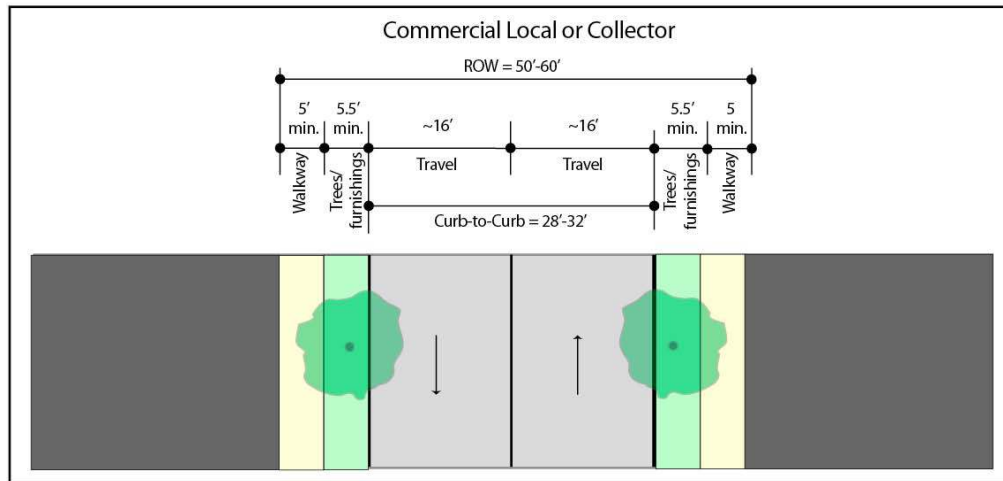 Commercial Local or Collector
ROW = 50'-60'
5'
min.
5.5'
min.
~16'
~16'
5.5'
min.
5
min.
Walkway
Trees/
furnishings
Travel
Travel
Trees/
furnishings
Walkway
Curb-to-Curb = 28'-32'